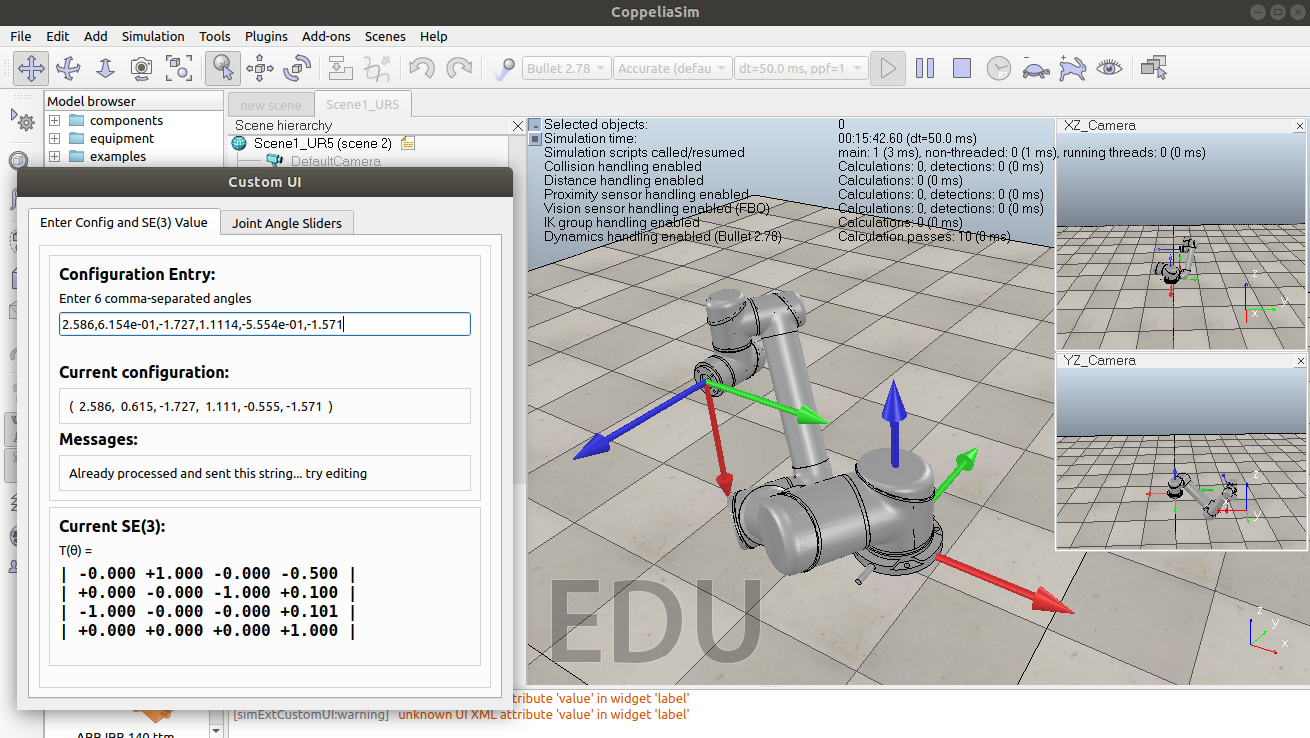 CoppeliaSim
File Edit Add Simulation Tools Plugins Add-ons Scenes Help
Bullet 2.78 Accurate (defau dt=50.0 ms, ppf=1 RT
Model browser
components
equipment
examples
new scene Scene1_UR5
Scene hierarchy
Scene1_UR5 (scene 2)
DefaultCamera
Selected objects: 0
Simulation time: 00:15:42.60 (dt=50.0 ms)
Simulation scripts called/resumed main: 1 (3 ms), non-threaded: 0 (1 ms), running threads: 0 (0 ms)
Collision handling enabled Calculations: 0, detections: 0 (0 ms)
Distance handling enabled Calculations: 0 (0 ms)
Proximity sensor handling enabled Calculations: 0, detections: 0 (0 ms)
Vision sensor handling enabled (FBO) Calculations: 0, detections: 0 (0 ms)
IK group handling enabled Calculations: 0 (0 ms)
Dynamics handling enabled (Bullet 2.78) Calculation passes: 10 (0 ms)
XZ_Camera
z
y
x
YZ_Camera
z
x
y
Custom UI
Enter Config and SE(3) Value Joint Angle Sliders
Configuration Entry:
Enter 6 comma-separated angles
2.586,6.154e-01,-1.727,1.1114,-5.554e-01,-1.571
Current configuration:
( 2.586, 0.615, -1.727, 1.111, -0.555, -1.571 )
Messages:
Already processed and sent this string... try editing
Current SE(3):
T(θ) =
| -0.000 +1.000 -0.000 -0.500 |
| +0.000 -0.000 -1.000 +0.100 |
| -1.000 -0.000 -0.000 +0.101 |
| +0.000 +0.000 +0.000 +1.000 |
EDU
z
y
x
tribute 'value' in widget 'label'
[simExtCustomUI:warning] unknown UI XML attribute 'value' in widget 'label'
ABB IRB 140.ttm